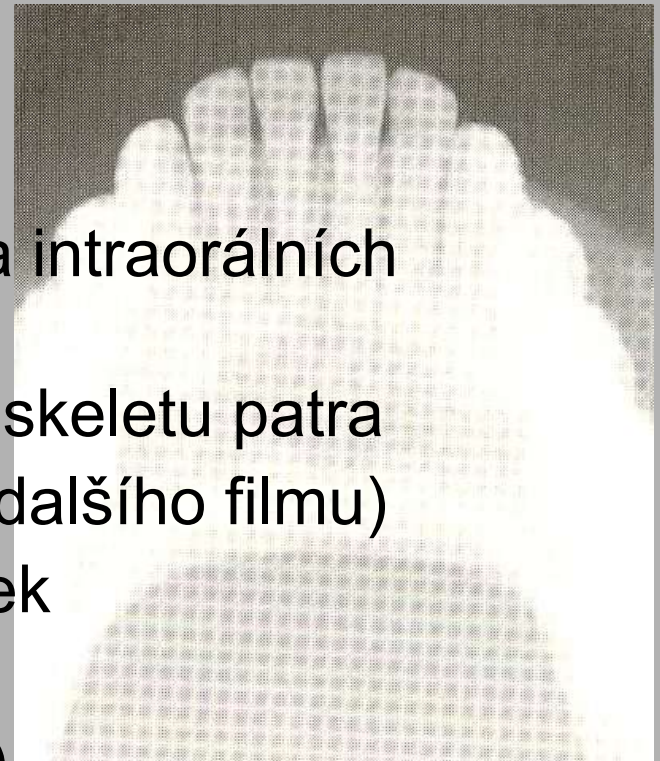 a intraorálních
skeletu patra
dalšího filmu)
ek
)